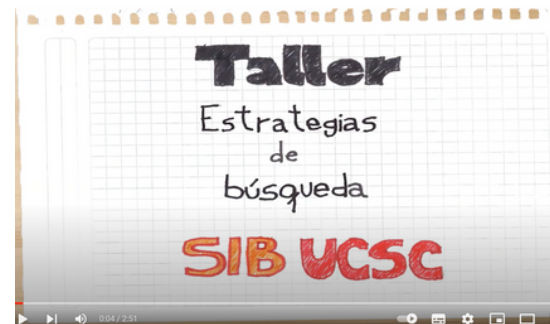 Taller
Estrategias
de
búsqueda
SIB UCSC
0:04 / 2:51